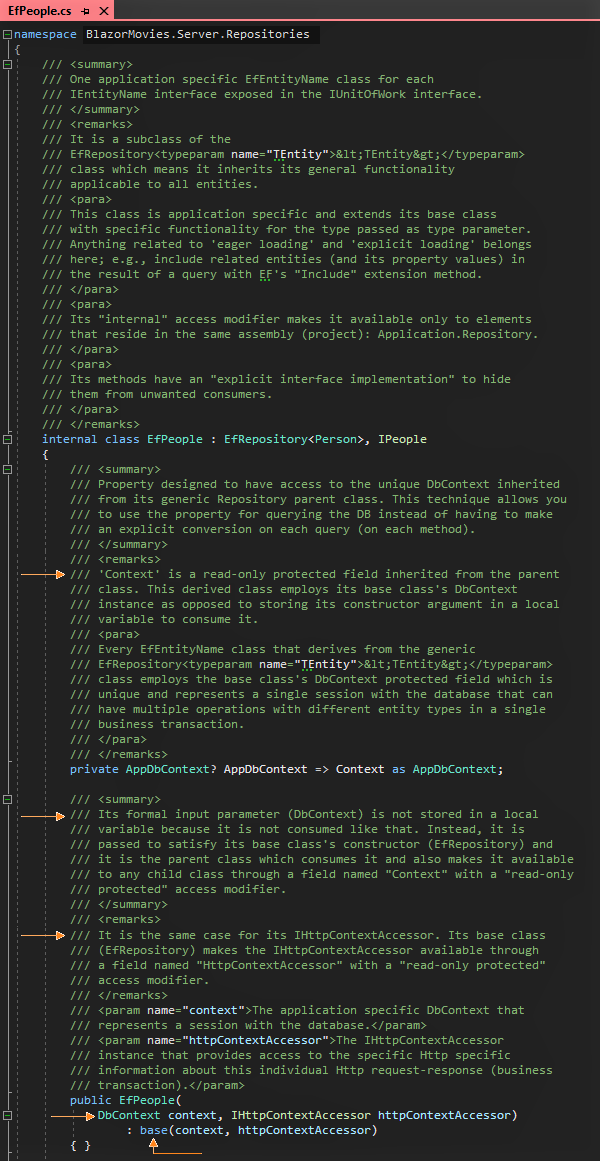 EfPeople.cs
namespace BlazorMovies.Server.Repositories
{
/// <summary>
/// One application specific EfEntityName class for each
/// IEntityName interface exposed in the IUnitOfWork interface.
/// </summary>
/// <remarks>
/// It is a subclass of the
/// EfRepository<typeparam name="TEntity">&lt;TEntity&gt;</typeparam>
/// class which means it inherits its general functionality
/// applicable to all entities.
/// <para>
/// This class is application specific and extends its base class
/// with specific functionality for the type passed as type parameter.
/// Anything related to 'eager loading' and 'explicit loading' belongs
/// here; e.g., include related entities (and its property values) in
/// the result of a query with EF's "Include" extension method.
/// </para>
/// <para>
/// Its "internal" access modifier makes it available only to elements
/// that reside in the same assembly (project): Application.Repository.
/// </para>
/// <para>
/// Its methods have an "explicit interface implementation" to hide
/// them from unwanted consumers.
/// </para>
/// </remarks>
internal class EfPeople : EfRepository<Person>, IPeople
{
/// <summary>
/// Property designed to have access to the unique DbContext inherited
/// from its generic Repository parent class. This technique allows you
/// to use the property for querying the DB instead of having to make
/// an explicit conversion on each query (on each method).
/// </summary>
/// <remarks>
/// 'Context' is a read-only protected field inherited from the parent
/// class. This derived class employs its base class's DbContext
/// instance as opposed to storing its constructor argument in a local
/// variable to consume it.
/// <para>
/// Every EfEntityName class that derives from the generic
/// EfRepository<typeparam name="TEntity">&lt;TEntity&gt;</typeparam>
/// class employs the base class's DbContext protected field which is
/// unique and represents a single session with the database that can
/// have multiple operations with different entity types in a single
/// business transaction.
/// </para>
/// </remarks>
private AppDbContext? AppDbContext => Context as AppDbContext;
/// <summary>
/// Its formal input parameter (DbContext) is not stored in a local
/// variable because it is not consumed like that. Instead, it is
/// passed to satisfy its base class's constructor (EfRepository) and
/// it is the parent class which consumes it and also makes it available
/// to any child class through a field named "Context" with a "read-only
/// protected" access modifier.
/// </summary>
/// <remarks>
/// It is the same case for its IHttpContextAccessor. Its base class
/// (EfRepository) makes the IHttpContextAccessor available through
/// a field named "HttpContextAccessor" with a "read-only protected"
/// access modifier.
/// </remarks>
/// <param name="context">The application specific DbContext that
/// represents a session with the database.</param>
/// <param name="httpContextAccessor">The IHttpContextAccessor
/// instance that provides access to the specific Http specific
/// information about this individual Http request-response (business
/// transaction).</param>
public EfPeople(
DbContext context, IHttpContextAccessor httpContextAccessor)
: base(context, httpContextAccessor)
{ }